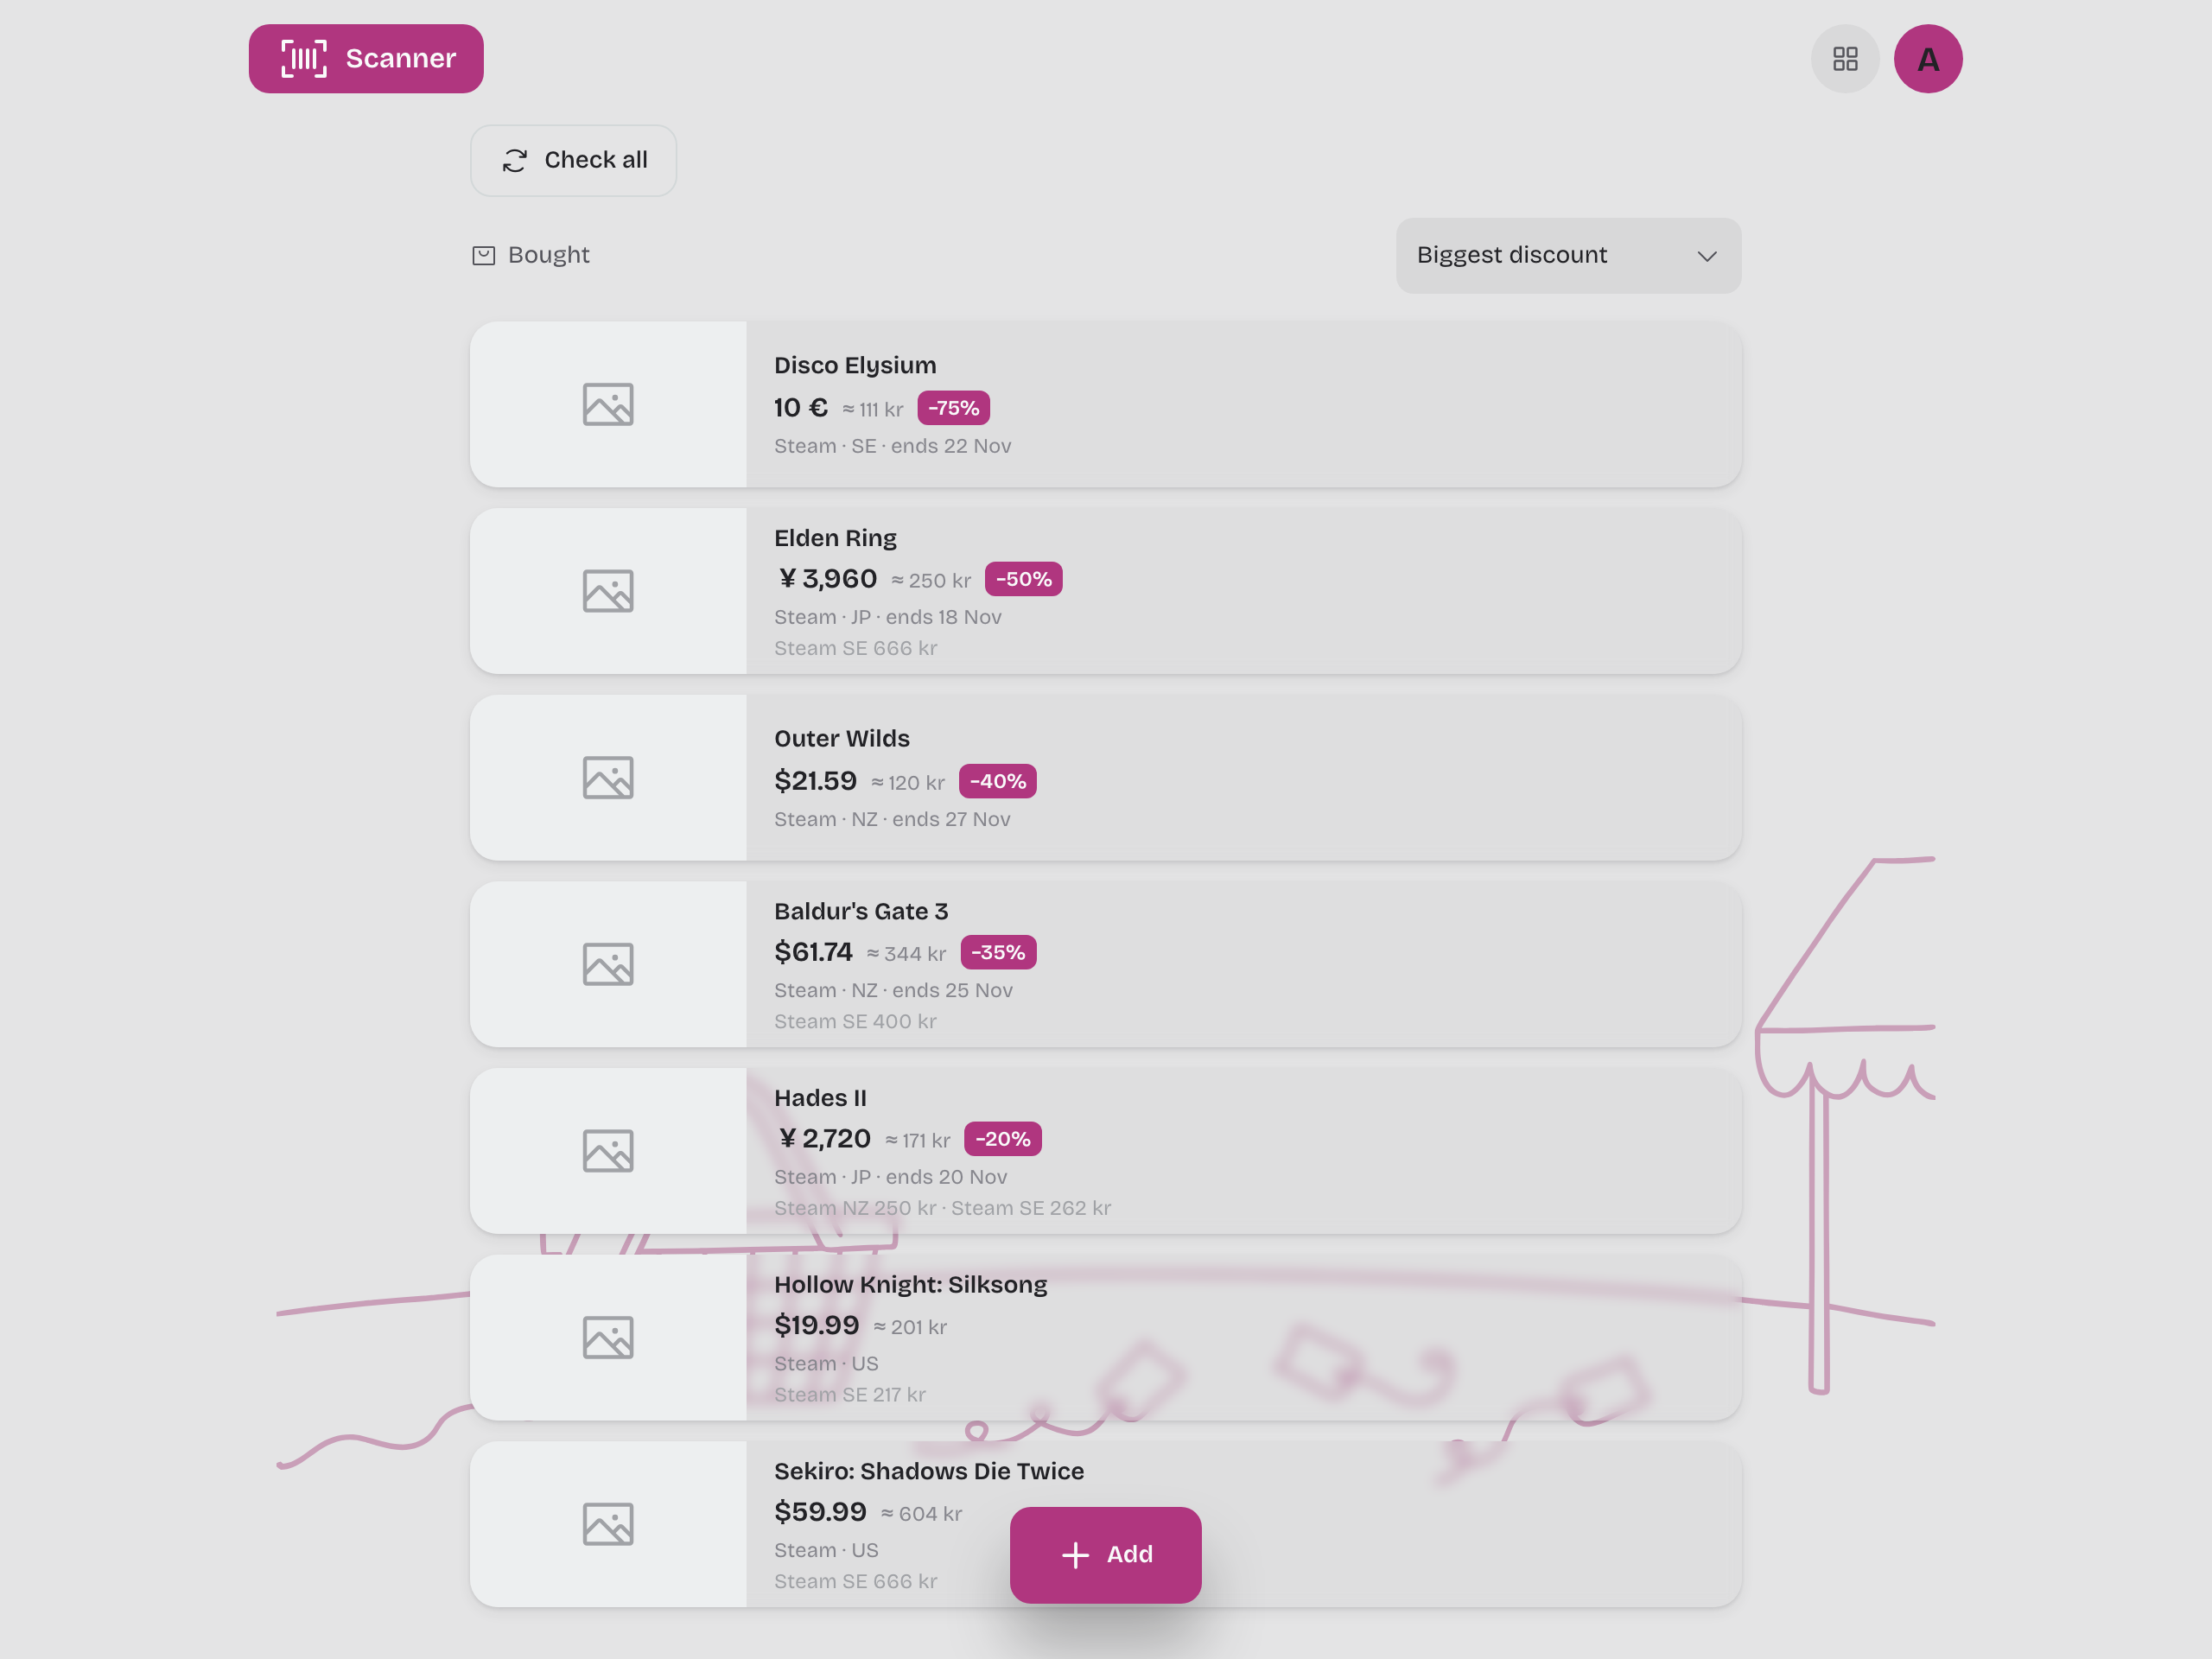 Scanner
A
Check all
Bought
Biggest discount
Disco Elysium
10 € ≈ 111 kr -75%
Steam · SE · ends 22 Nov
Elden Ring
¥ 3,960 ≈ 250 kr -50%
Steam · JP · ends 18 Nov
Steam SE 666 kr
Outer Wilds
$21.59 ≈ 120 kr -40%
Steam · NZ · ends 27 Nov
Baldur's Gate 3
$61.74 ≈ 344 kr -35%
Steam · NZ · ends 25 Nov
Steam SE 400 kr
Hades II
¥ 2,720 ≈ 171 kr -20%
Steam · JP · ends 20 Nov
Steam NZ 250 kr · Steam SE 262 kr
Hollow Knight: Silksong
$19.99 ≈ 201 kr
Steam · US
Steam SE 217 kr
Sekiro: Shadows Die Twice
$59.99 ≈ 604 kr
Steam · US
Steam SE 666 kr
Add